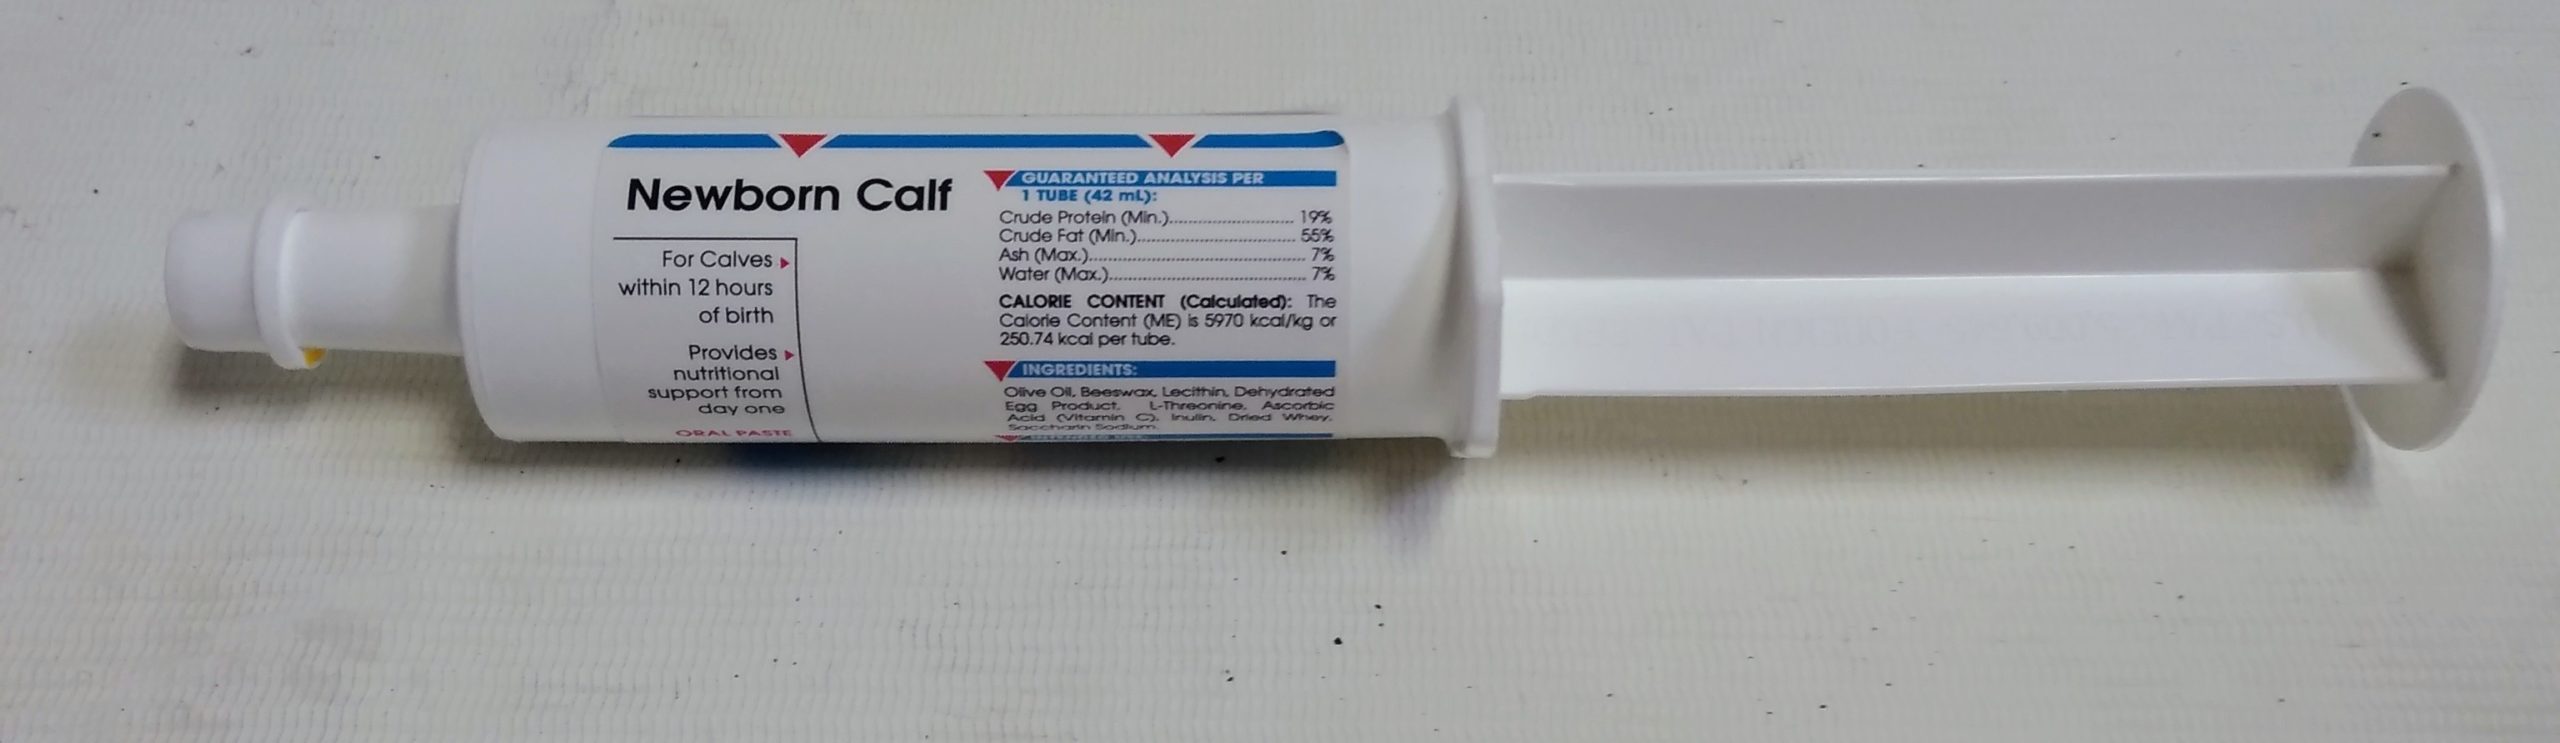 Newborn Calf
For Calves
within 12 hours
of birth
Provides
nutritional
support from
day one
ORAL PASTE
GUARANTEED ANALYSIS PER
1 TUBE (42 mL):
Crude Protein (Min.)............................ 19%
Crude Fat (Min.)................................... 55%
Ash (Max.)............................................... 7%
Water (Max.)........................................... 7%
CALORIE CONTENT (Calculated): The
Calorie Content (ME) is 5970 kcal/kg or
250.74 kcal per tube.
INGREDIENTS:
Olive Oil, Beeswax, Lecithin, Dehydrated
Egg Product, L-Threonine, Ascorbic
Acid (Vitamin C), Inulin, Dried Whey,
Saccharin Sodium.